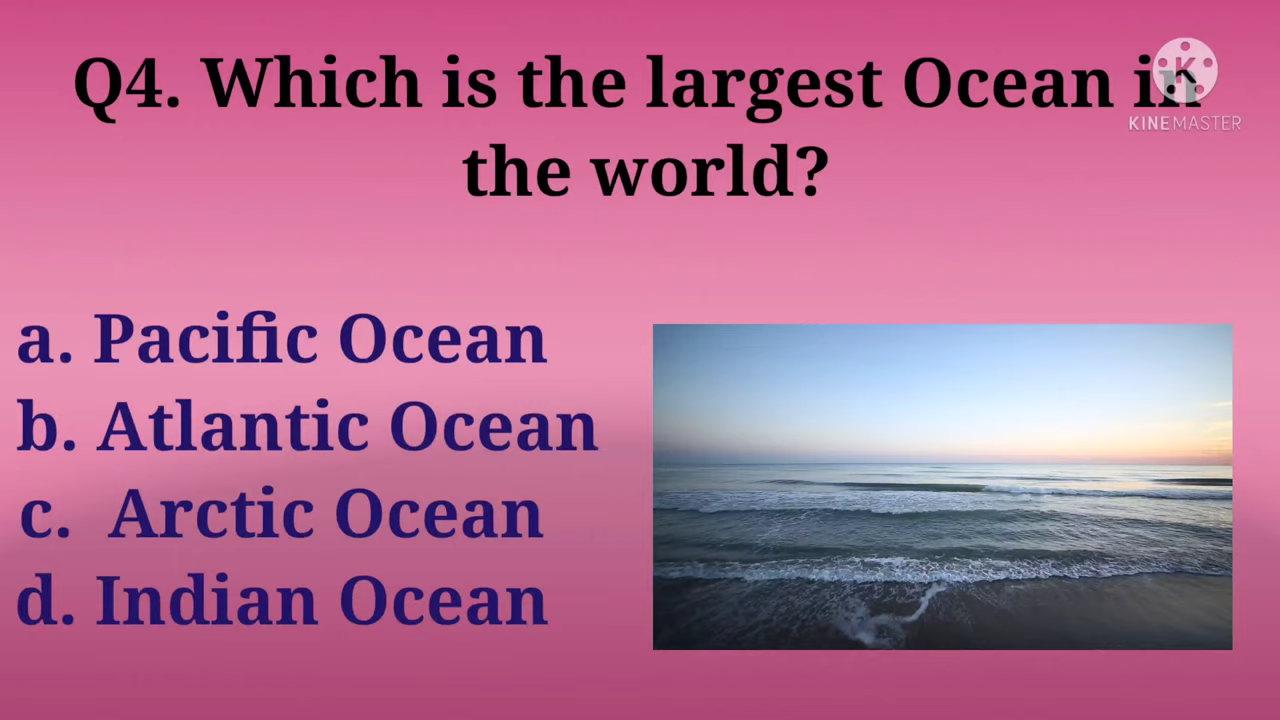 Q4. Which is the largest Ocean in
the world?
KINEMASTER
a. Pacific Ocean
b. Atlantic Ocean
c. Arctic Ocean
d. Indian Ocean